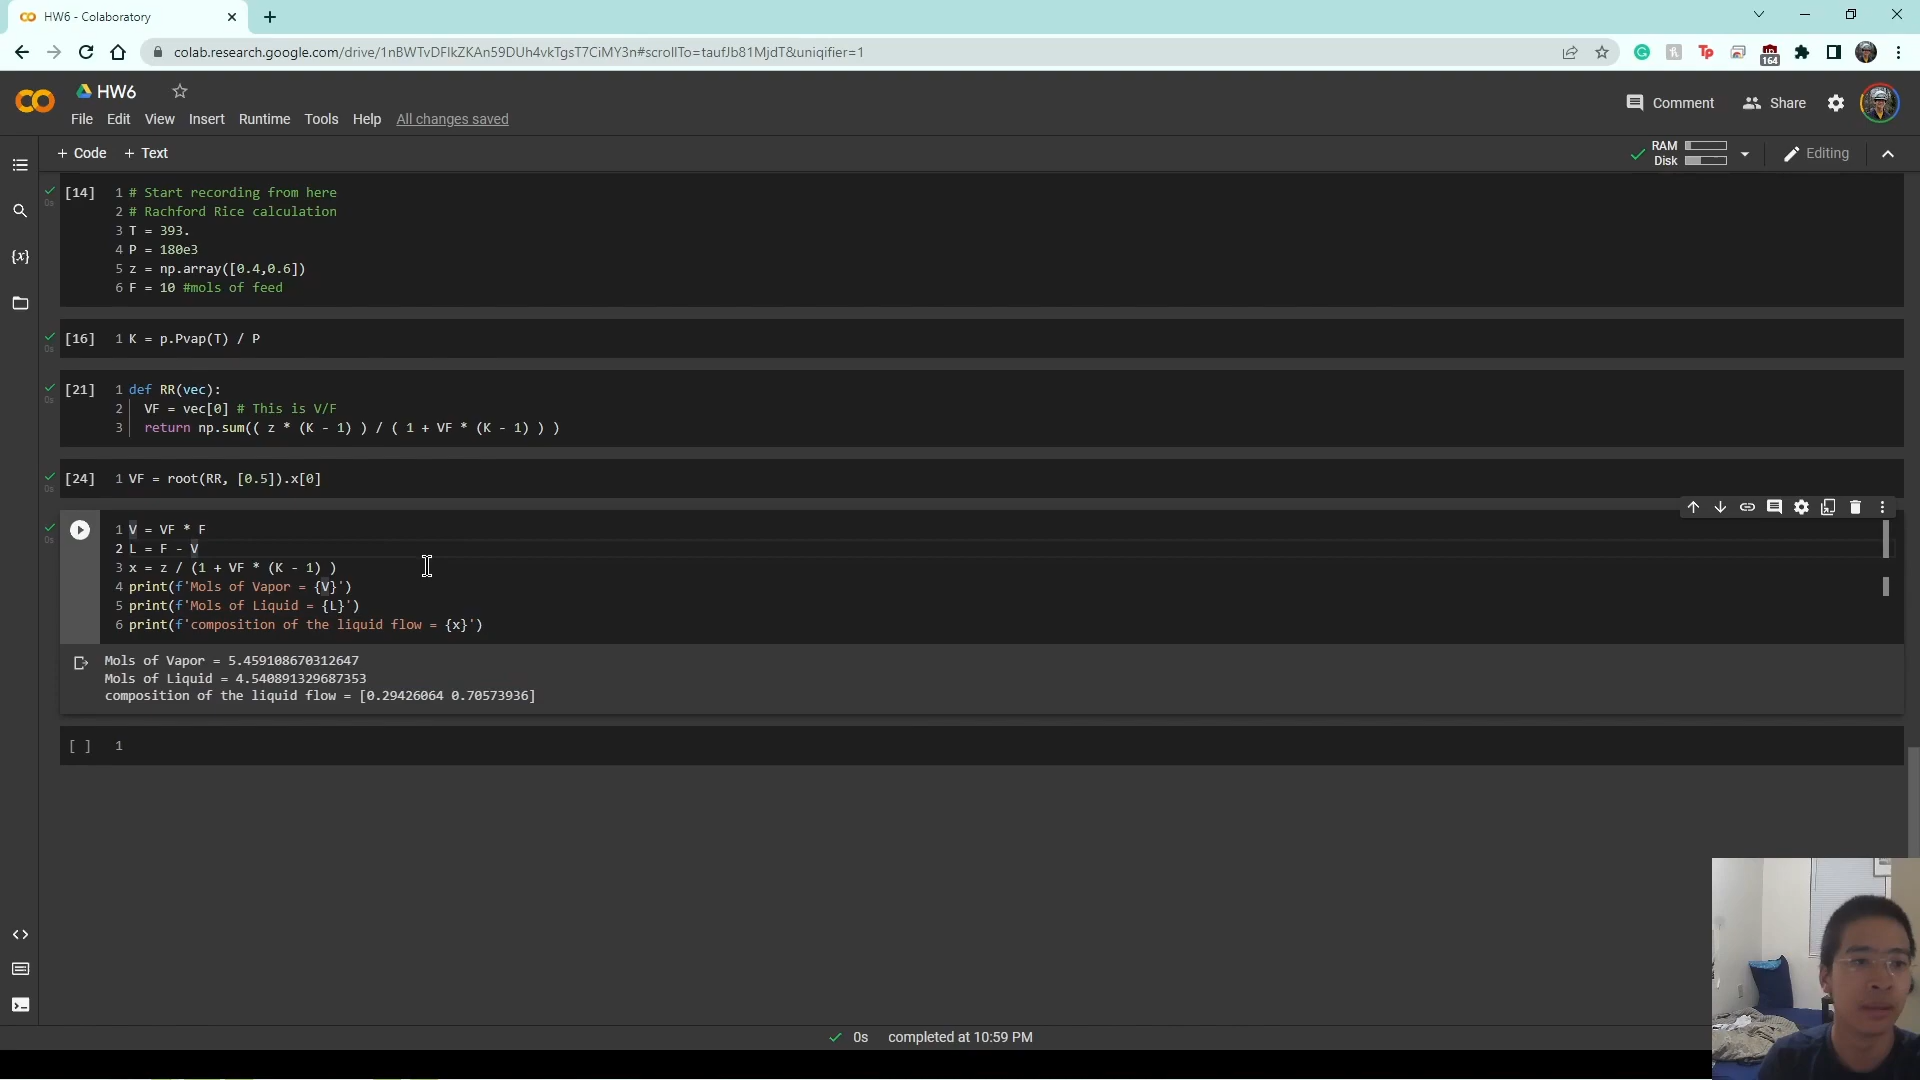 HW6 - Colaboratory
colab.research.google.com/drive/1nBWTvDFlkZKAn59DUh4vkTgsT7CiMY3n#scrollTo=taufJb81MjdT&uniqifier=1
164
HW6
File Edit View Insert Runtime Tools Help All changes saved
Comment Share
+ Code + Text
RAM
Disk
Editing
[14] 1 # Start recording from here
2 # Rachford Rice calculation
3 T = 393.
4 P = 180e3
5 z = np.array([0.4,0.6])
6 F = 10 #mols of feed
0s
[16] 1 K = p.Pvap(T) / P
0s
[21] 1 def RR(vec):
2 VF = vec[0] # This is V/F
3 return np.sum(( z * (K - 1) ) / ( 1 + VF * (K - 1) ) )
0s
[24] 1 VF = root(RR, [0.5]).x[0]
0s
1 V = VF * F
2 L = F - V
3 x = z / (1 + VF * (K - 1) )
4 print(f'Mols of Vapor = {V}')
5 print(f'Mols of Liquid = {L}')
6 print(f'composition of the liquid flow = {x}')
0s
Mols of Vapor = 5.459108670312647
Mols of Liquid = 4.540891329687353
composition of the liquid flow = [0.29426064 0.70573936]
[ ] 1
0s completed at 10:59 PM